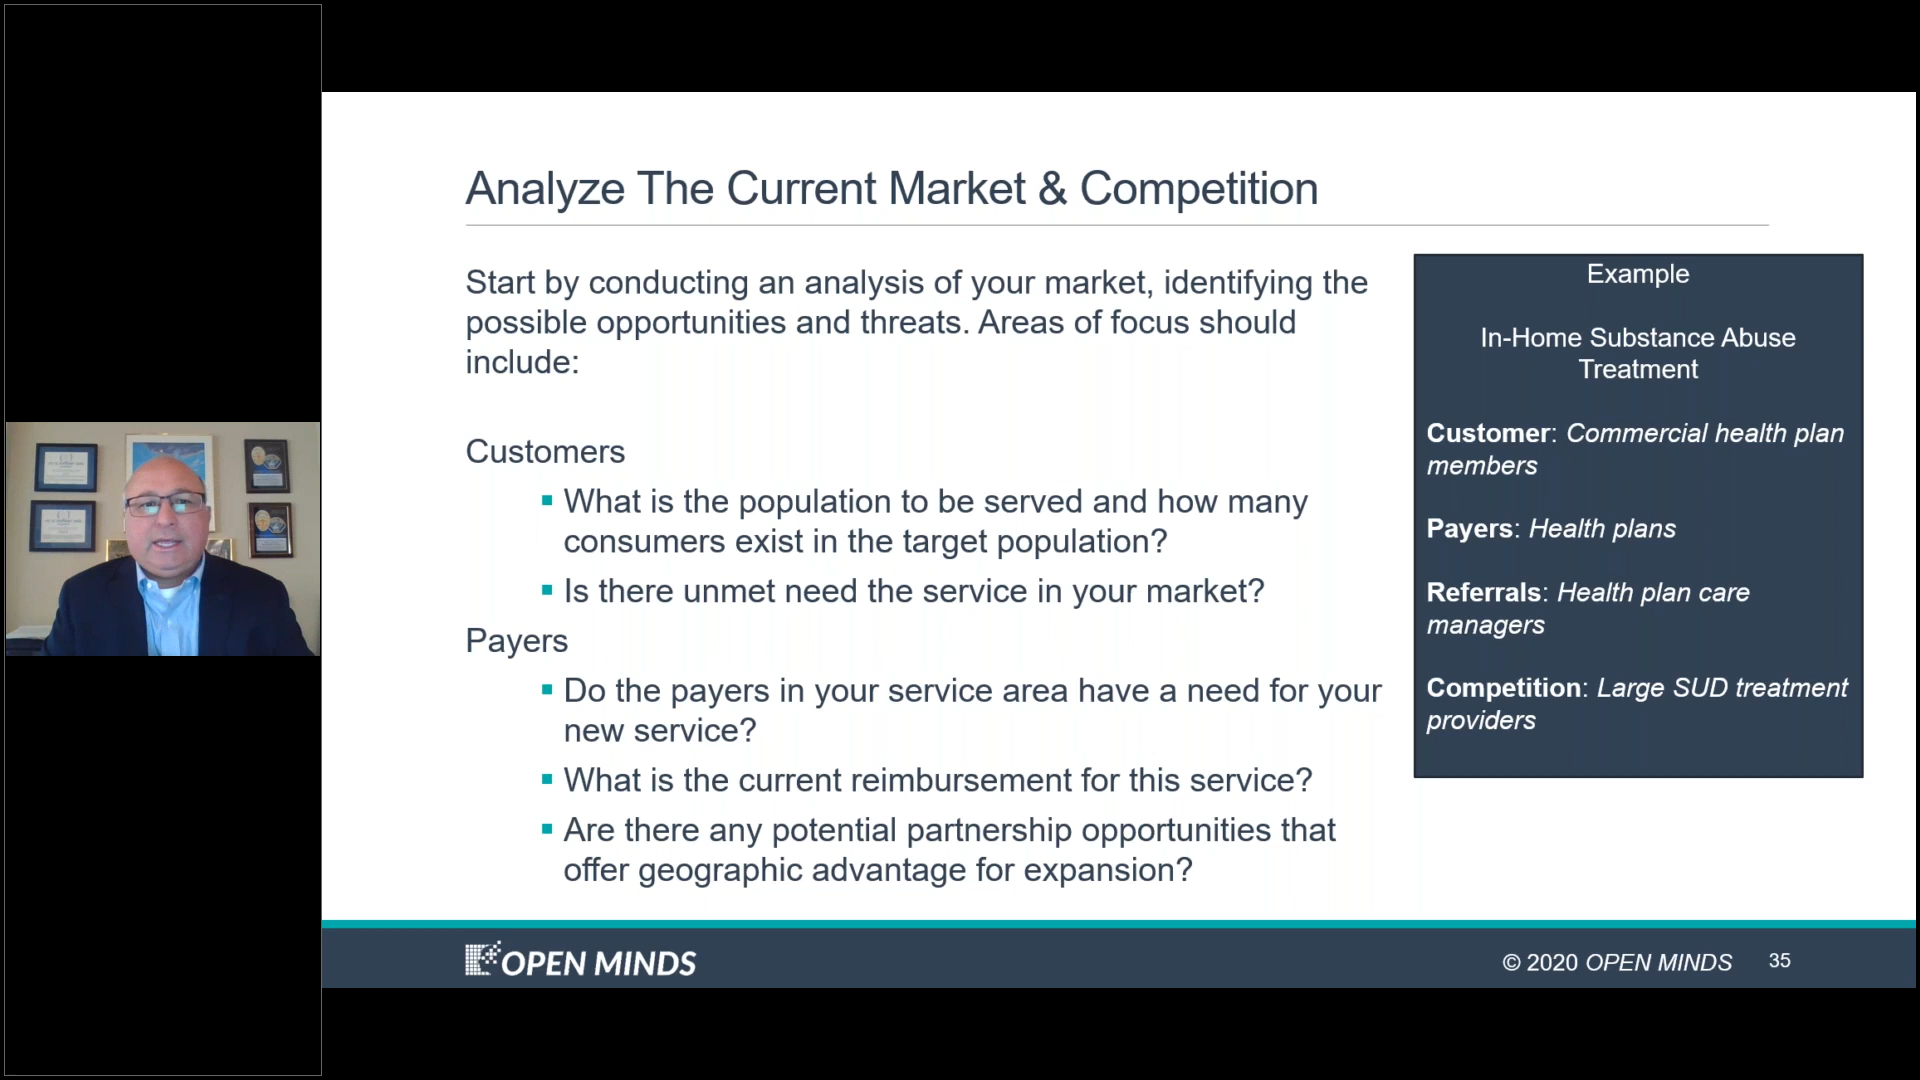 Analyze The Current Market & Competition
Start by conducting an analysis of your market, identifying the
possible opportunities and threats. Areas of focus should
include:
Customers
▪ What is the population to be served and how many
consumers exist in the target population?
▪ Is there unmet need the service in your market?
Payers
▪ Do the payers in your service area have a need for your
new service?
▪ What is the current reimbursement for this service?
▪ Are there any potential partnership opportunities that
offer geographic advantage for expansion?
Example
In-Home Substance Abuse
Treatment
Customer: Commercial health plan
members
Payers: Health plans
Referrals: Health plan care
managers
Competition: Large SUD treatment
providers
OPEN MINDS
© 2020 OPEN MINDS 35